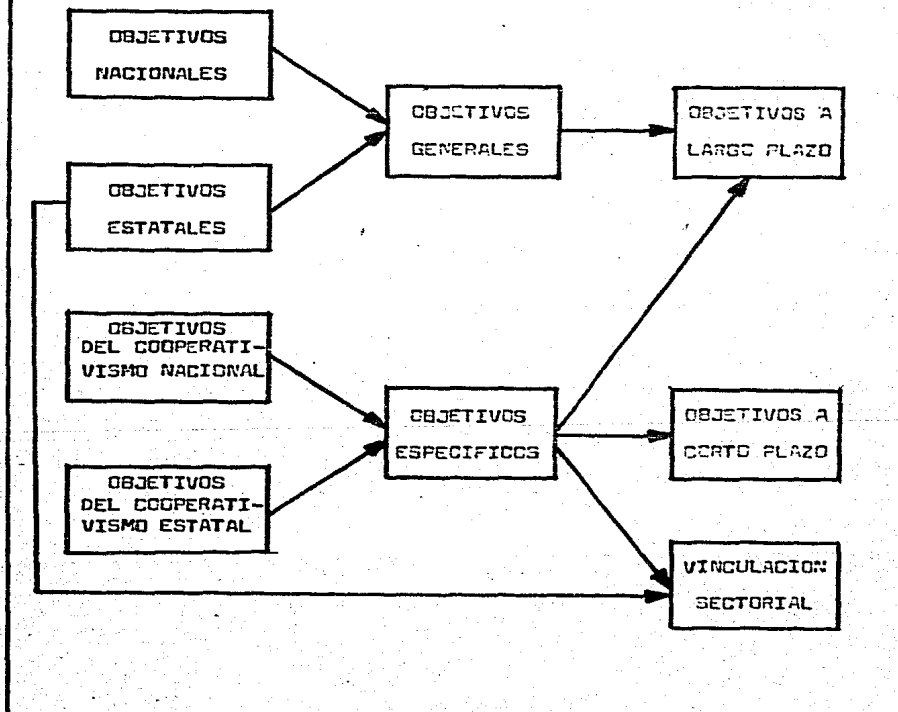 OBJETIVOS
NACIONALES
OBJETIVOS
GENERALES
OBJETIVOS A
LARGO PLAZO
OBJETIVOS
ESTATALES
OBJETIVOS
DEL COOPERATI-
VISMO NACIONAL
OBJETIVOS
ESPECIFICOS
OBJETIVOS A
CORTO PLAZO
OBJETIVOS
DEL COOPERATI-
VISMO ESTATAL
VINCULACION
SECTORIAL